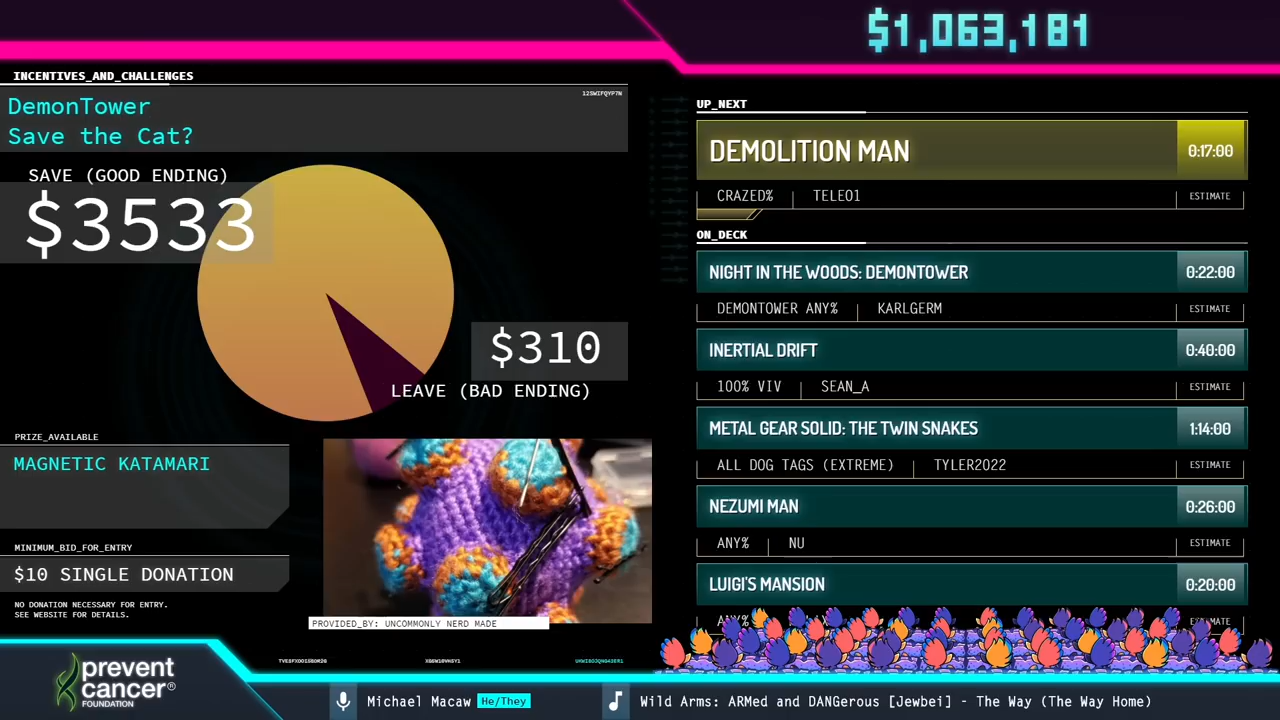 $1,063,181
INCENTIVES_AND_CHALLENGES
DemonTower
Save the Cat?
SAVE (GOOD ENDING)
$3533
$310
LEAVE (BAD ENDING)
PRIZE_AVAILABLE
MAGNETIC KATAMARI
MINIMUM_BID_FOR_ENTRY
$10 SINGLE DONATION
NO DONATION NECESSARY FOR ENTRY.
SEE WEBSITE FOR DETAILS.
PROVIDED_BY: UNCOMMONLY NERD MADE
UP_NEXT
DEMOLITION MAN 0:17:00
CRAZED% TELEO1 ESTIMATE
ON_DECK
NIGHT IN THE WOODS: DEMONTOWER 0:22:00
DEMONTOWER ANY% KARLGERM ESTIMATE
INERTIAL DRIFT 0:40:00
100% VIV SEAN_A ESTIMATE
METAL GEAR SOLID: THE TWIN SNAKES 1:14:00
ALL DOG TAGS (EXTREME) TYLER2022 ESTIMATE
NEZUMI MAN 0:26:00
ANY% NU ESTIMATE
LUIGI'S MANSION 0:20:00
prevent
cancer®
FOUNDATION
Michael Macaw He/They
Wild Arms: ARMed and DANGerous [Jewbei] - The Way (The Way Home)